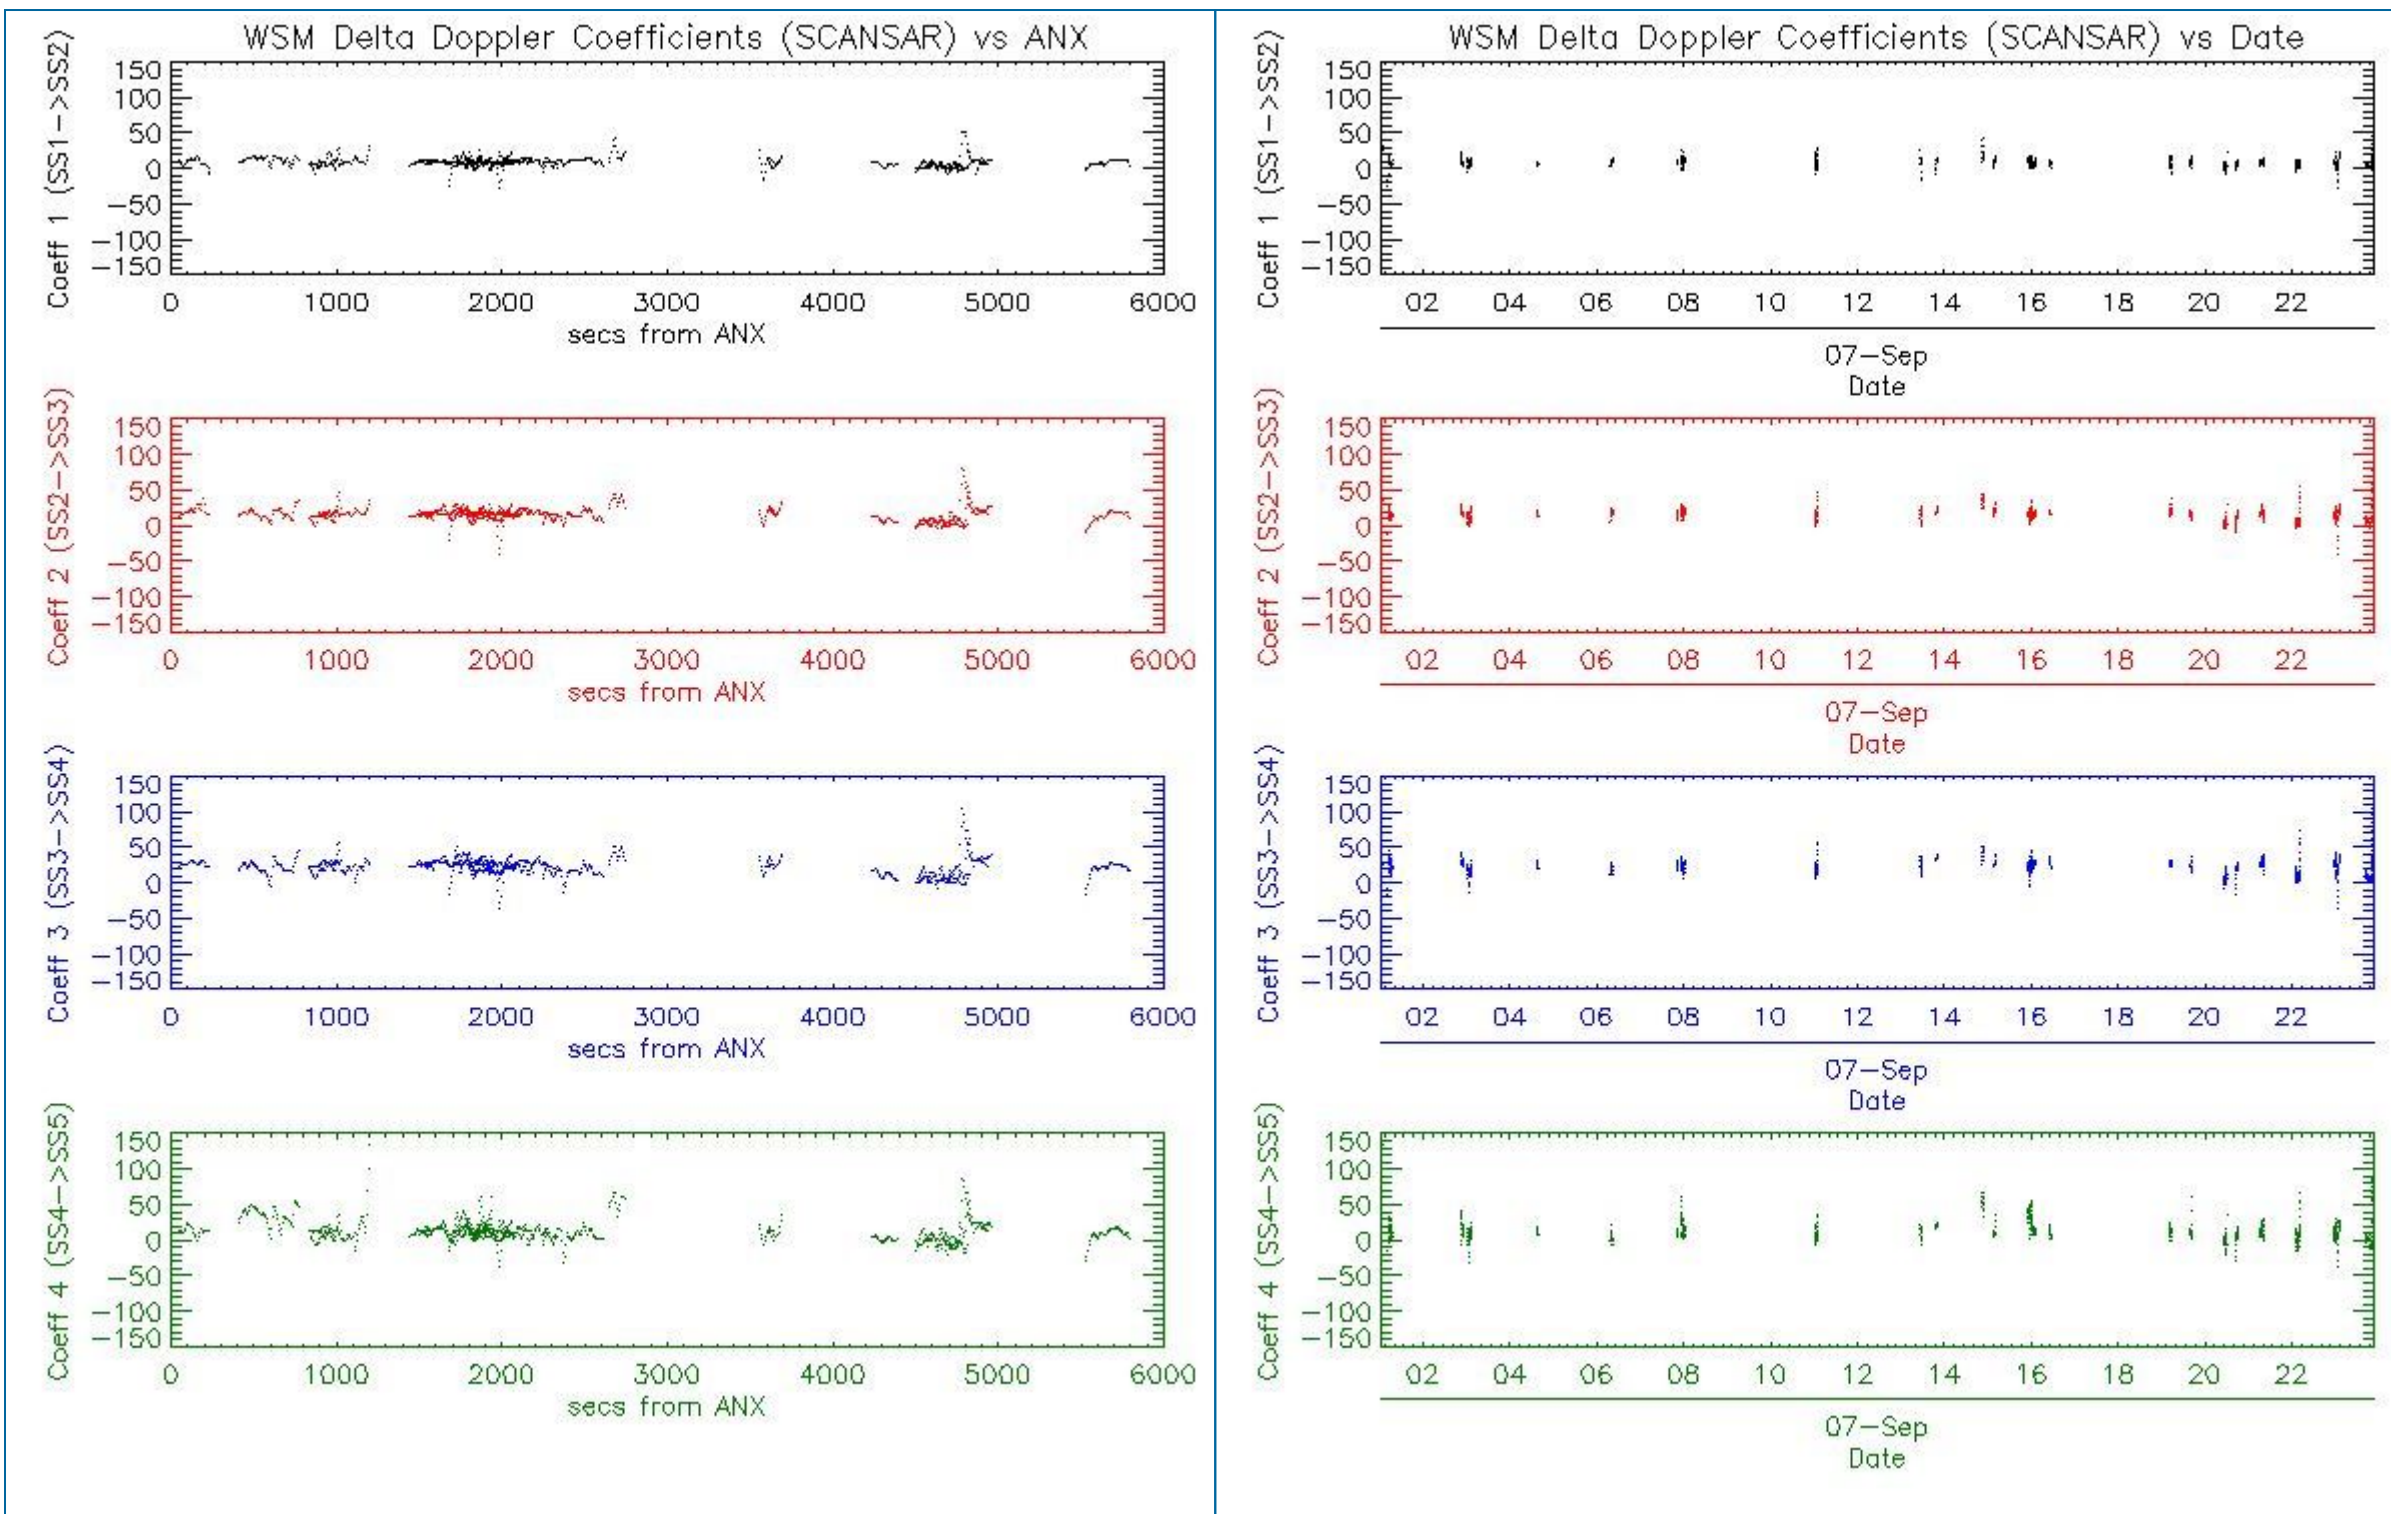 WSM Delta Doppler Coefficients (SCANSAR) vs ANX
Coeff 1 (SS1->SS2)
150
100
50
0
-50
-100
-150
0 1000 2000 3000 4000 5000 6000
secs from ANX
Coeff 2 (SS2->SS3)
150
100
50
0
-50
-100
-150
0 1000 2000 3000 4000 5000 6000
secs from ANX
Coeff 3 (SS3->SS4)
150
100
50
0
-50
-100
-150
0 1000 2000 3000 4000 5000 6000
secs from ANX
Coeff 4 (SS4->SS5)
150
100
50
0
-50
-100
-150
0 1000 2000 3000 4000 5000 6000
secs from ANX
WSM Delta Doppler Coefficients (SCANSAR) vs Date
Coeff 1 (SS1->SS2)
150
100
50
0
-50
-100
-150
02 04 06 08 10 12 14 16 18 20 22
07-Sep
Date
Coeff 2 (SS2->SS3)
150
100
50
0
-50
-100
-150
02 04 06 08 10 12 14 16 18 20 22
07-Sep
Date
Coeff 3 (SS3->SS4)
150
100
50
0
-50
-100
-150
02 04 06 08 10 12 14 16 18 20 22
07-Sep
Date
Coeff 4 (SS4->SS5)
150
100
50
0
-50
-100
-150
02 04 06 08 10 12 14 16 18 20 22
07-Sep
Date